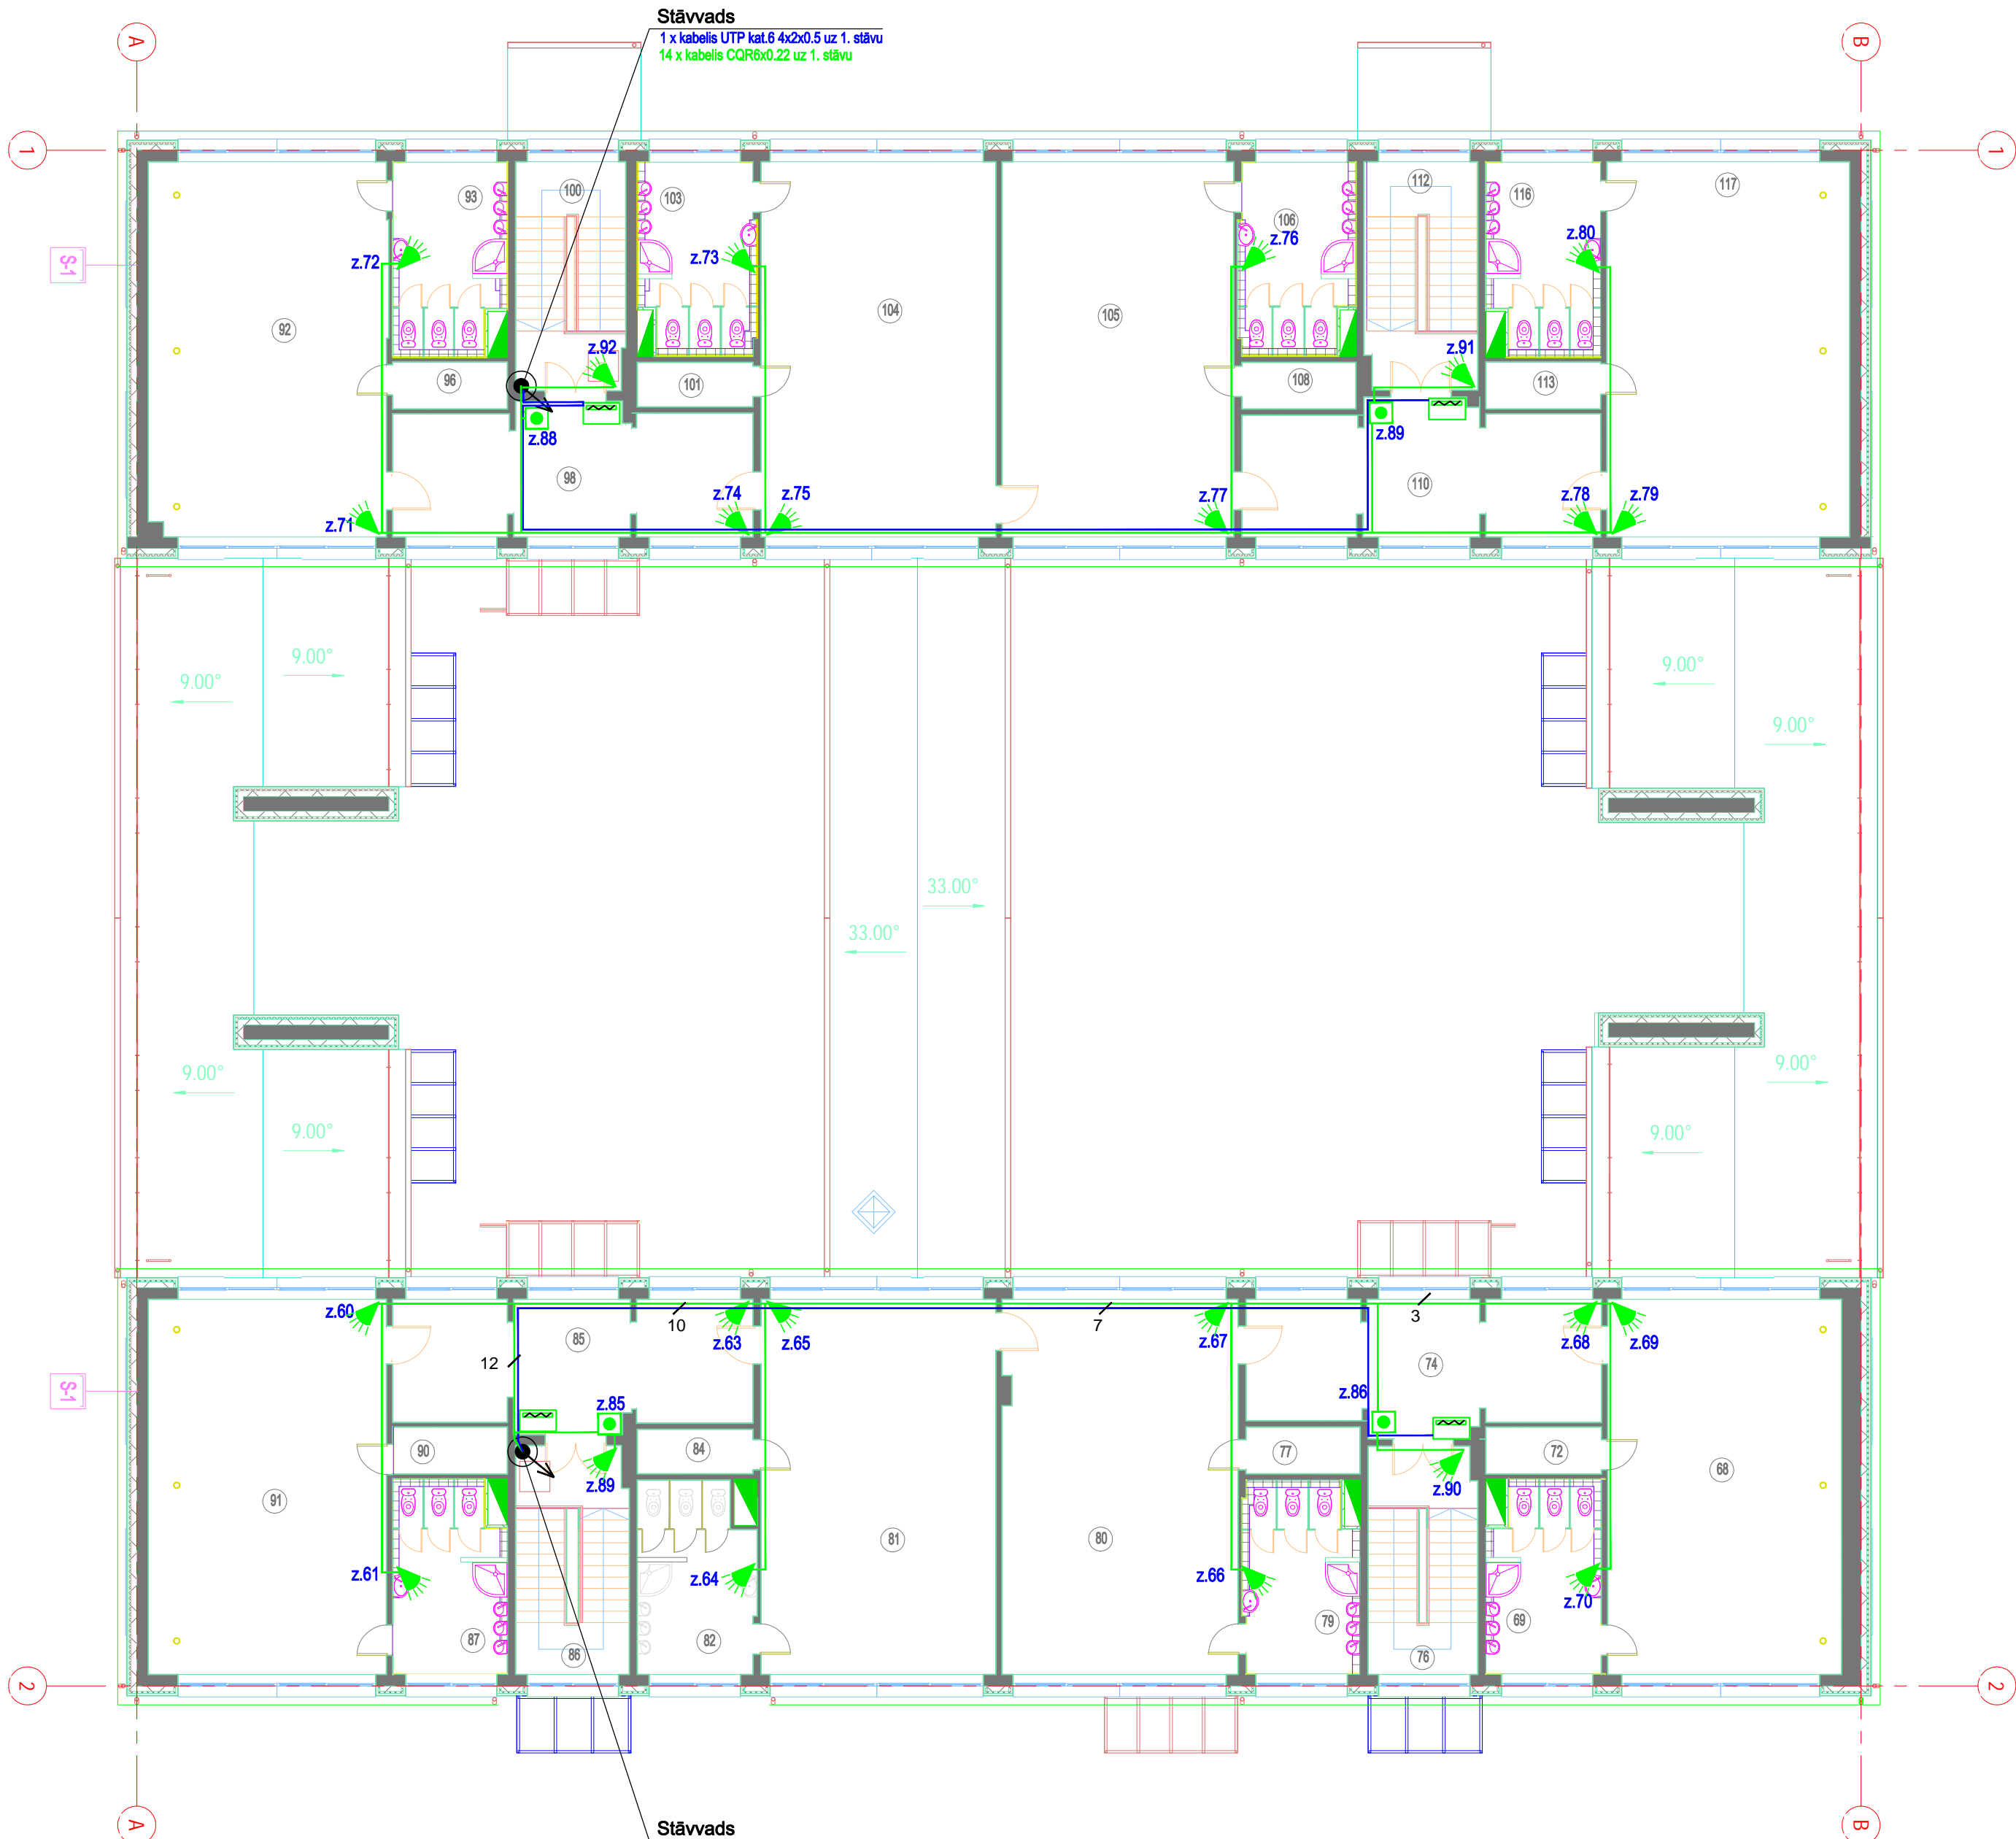 Stāvvads
1 x kabelis UTP kat.6 4x2x0.5 uz 1. stāvu
14 x kabelis CQR6x0.22 uz 1. stāvu
A
B
1
1
93
100
103
106
112
116
117
z.72
z.73
z.76
z.80
S-1
92
104
105
z.92
z.91
96
101
108
113
z.88
z.89
98
110
z.71
z.74
z.75
z.77
z.78
z.79
9.00°
9.00°
9.00°
9.00°
33.00°
33.00°
9.00°
9.00°
9.00°
9.00°
z.60
10
z.63
z.65
7
z.67
3
z.68
z.69
85
12
74
S-1
z.85
z.86
90
84
77
72
68
z.89
z.90
91
81
80
z.61
z.64
z.66
z.70
87
86
82
79
76
69
2
2
A
B
Stāvvads